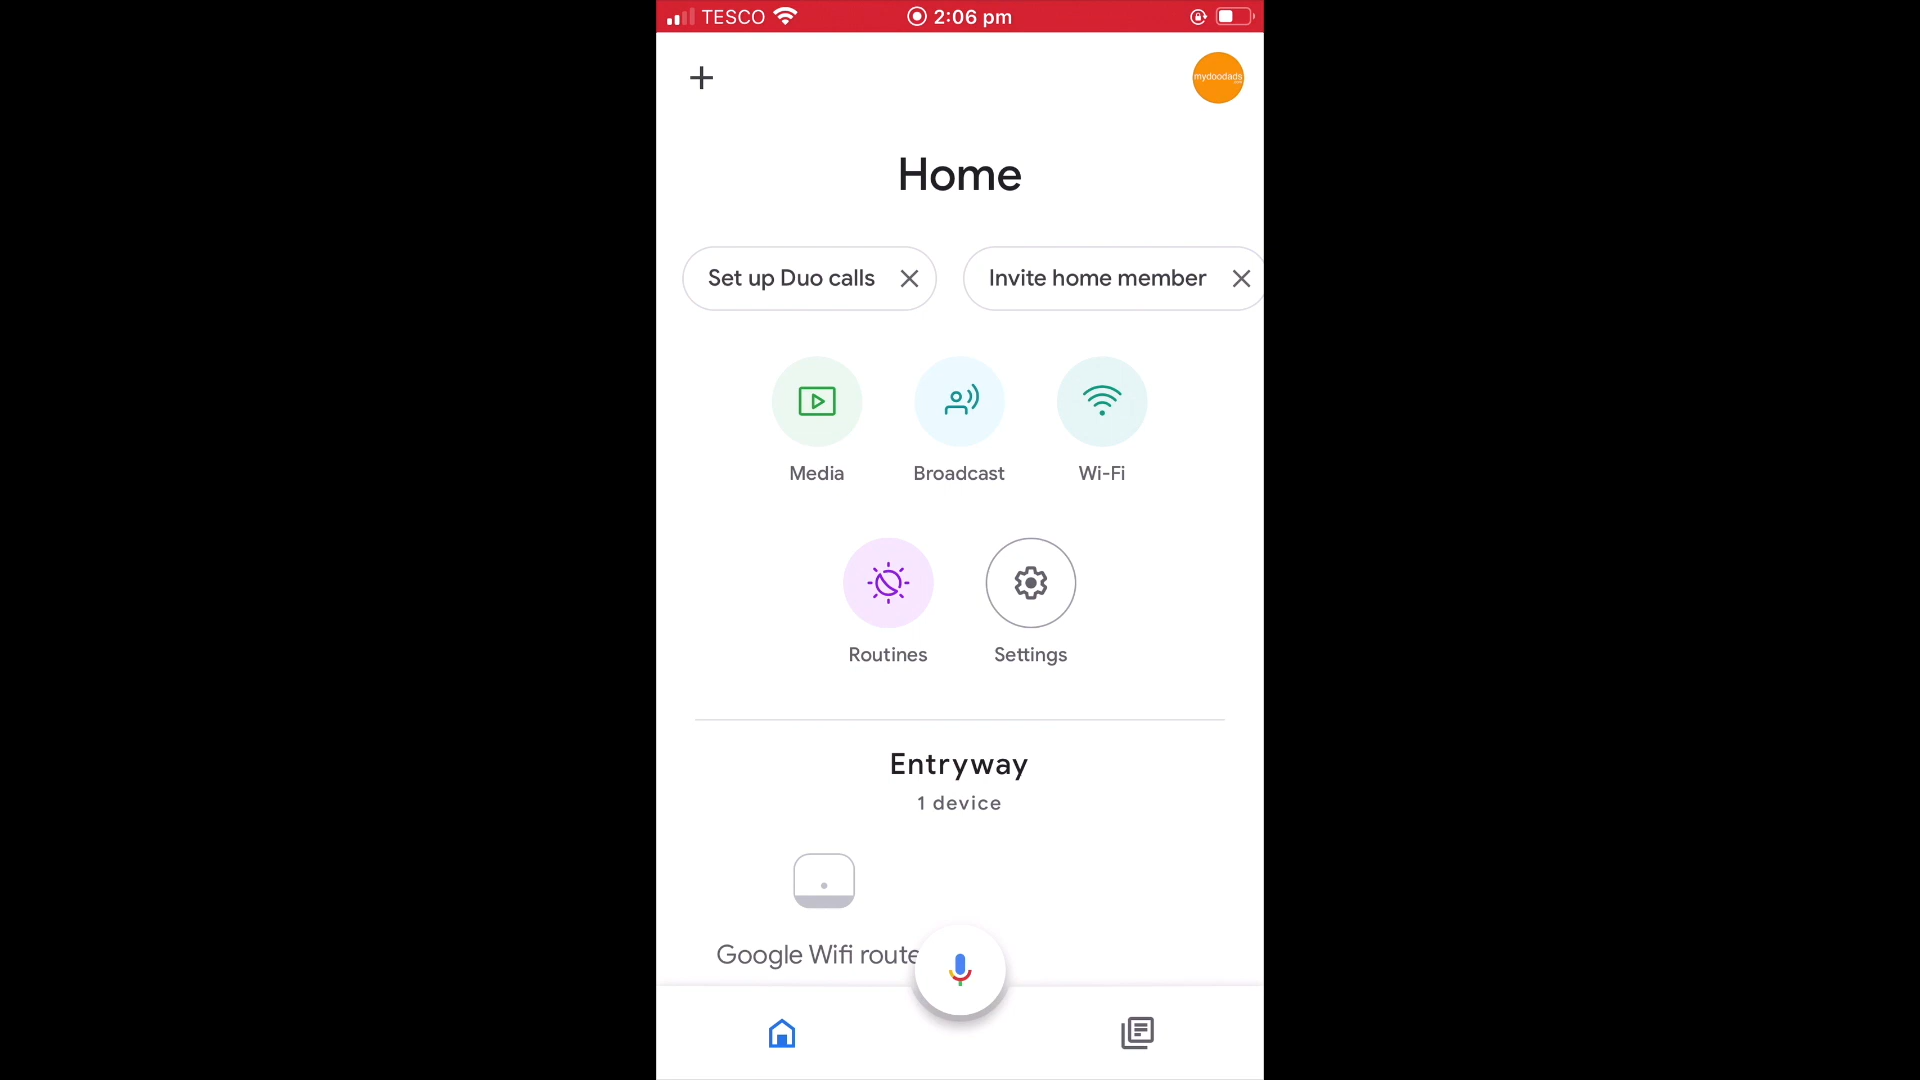 TESCO 2:06 pm
mydoodads
Home
Set up Duo calls
Invite home member
Media
Broadcast
Wi-Fi
Routines
Settings
Entryway
1 device
Google Wifi route